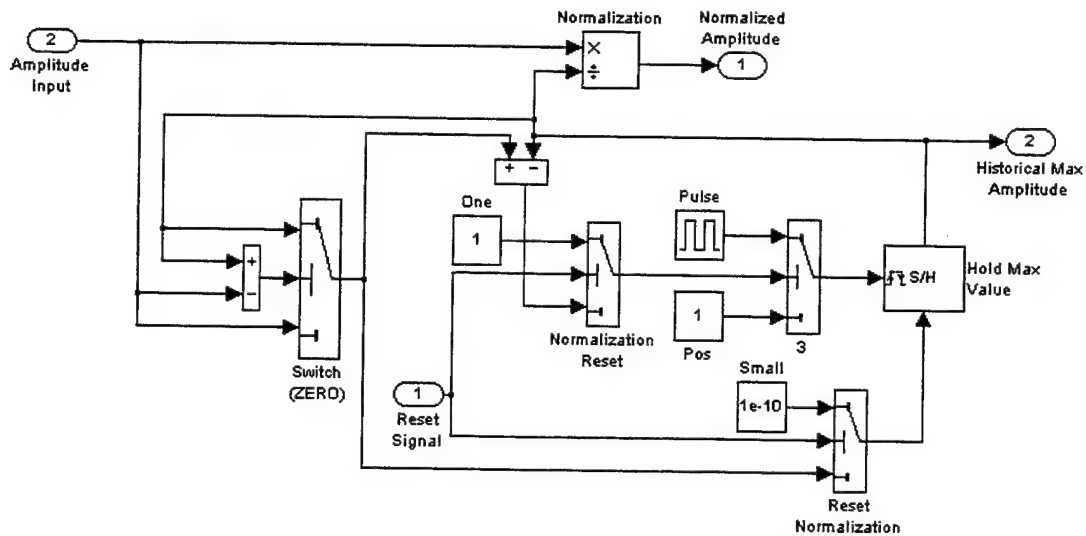 Normalization
Normalized
Amplitude
2
Amplitude
Input
×
÷
1
2
Historical Max
Amplitude
+ −
One
1
Pulse
+
−
S/H
Hold Max
Value
Switch
(ZERO)
Normalization
Reset
1
Pos
3
1
Reset
Signal
Small
1e-10
Reset
Normalization